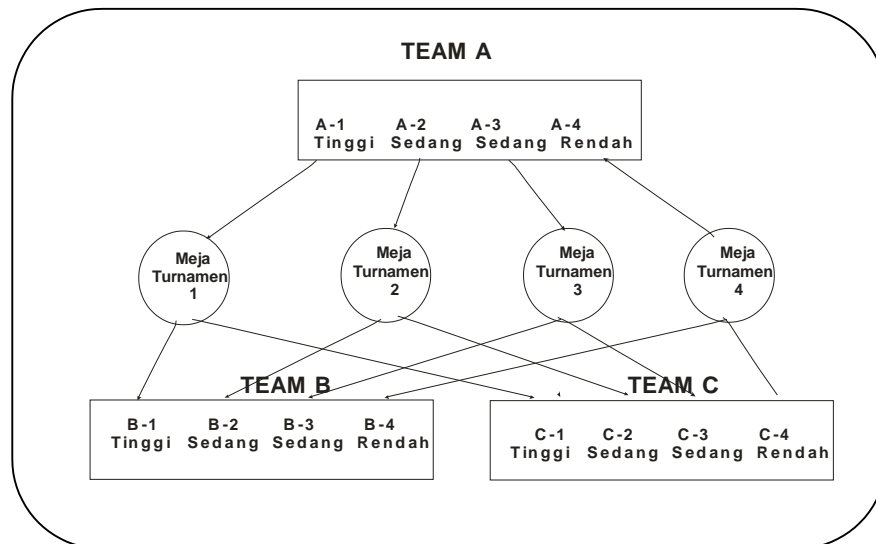 TEAM A
A-1 A-2 A-3 A-4
Tinggi Sedang Sedang Rendah
Meja
Turnamen
1
Meja
Turnamen
2
Meja
Turnamen
3
Meja
Turnamen
4
TEAM B
B-1 B-2 B-3 B-4
Tinggi Sedang Sedang Rendah
TEAM C
C-1 C-2 C-3 C-4
Tinggi Sedang Sedang Rendah